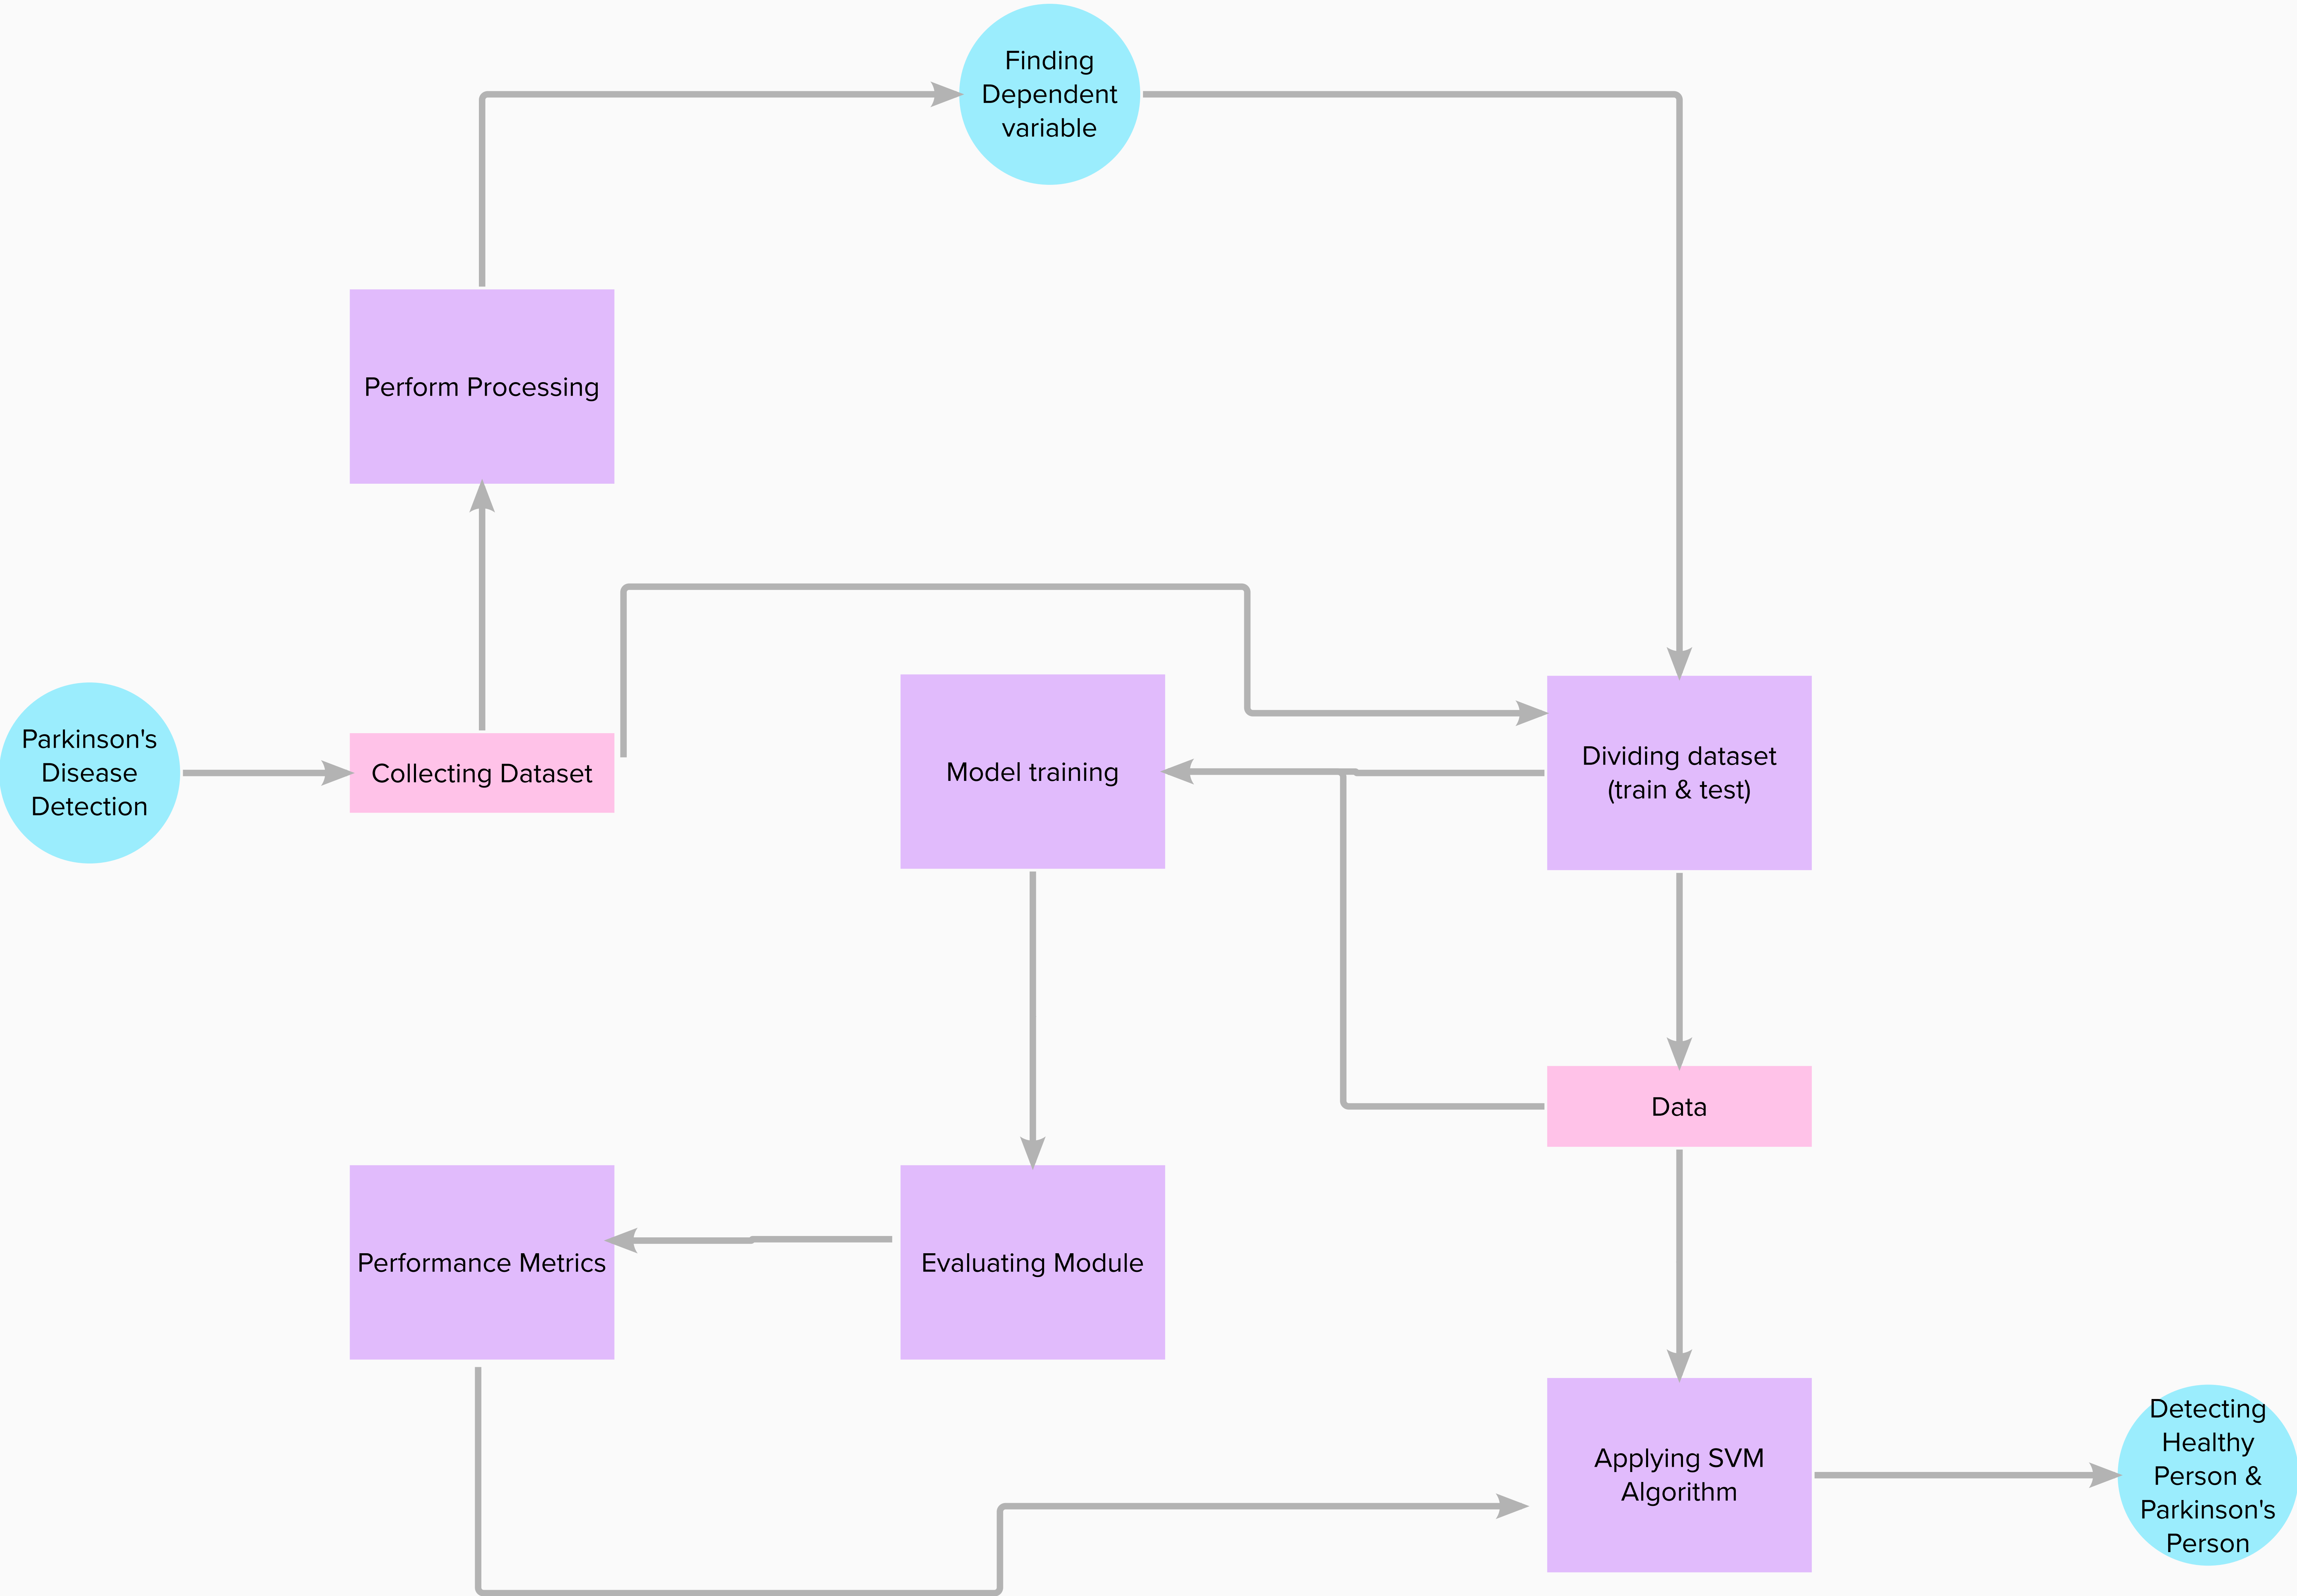 Finding
Dependent
variable
Perform Processing
Parkinson's
Disease
Detection
Collecting Dataset
Model training
Dividing dataset
(train & test)
Data
Performance Metrics
Evaluating Module
Applying SVM
Algorithm
Detecting
Healthy
Person &
Parkinson's
Person